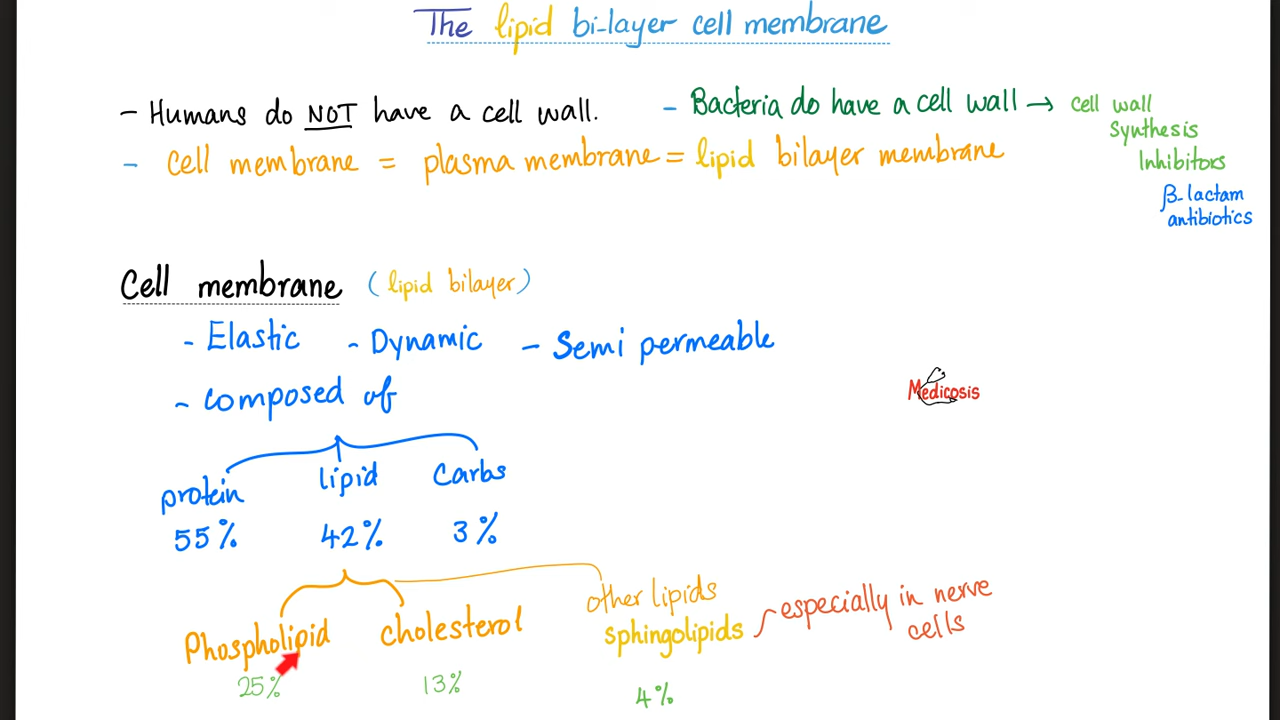 The lipid bi-layer cell membrane
- Humans do NOT have a cell wall.
- Bacteria do have a cell wall → cell wall
Synthesis
Inhibitors
β-lactam
antibiotics
- cell membrane = plasma membrane = lipid bilayer membrane
Cell membrane (lipid bilayer)
- Elastic - Dynamic - Semi permeable
- composed of
protein lipid Carbs
55% 42% 3%
Phospholipid cholesterol other lipids
sphingolipids especially in nerve
cells
25% 13% 4%
Medicosis